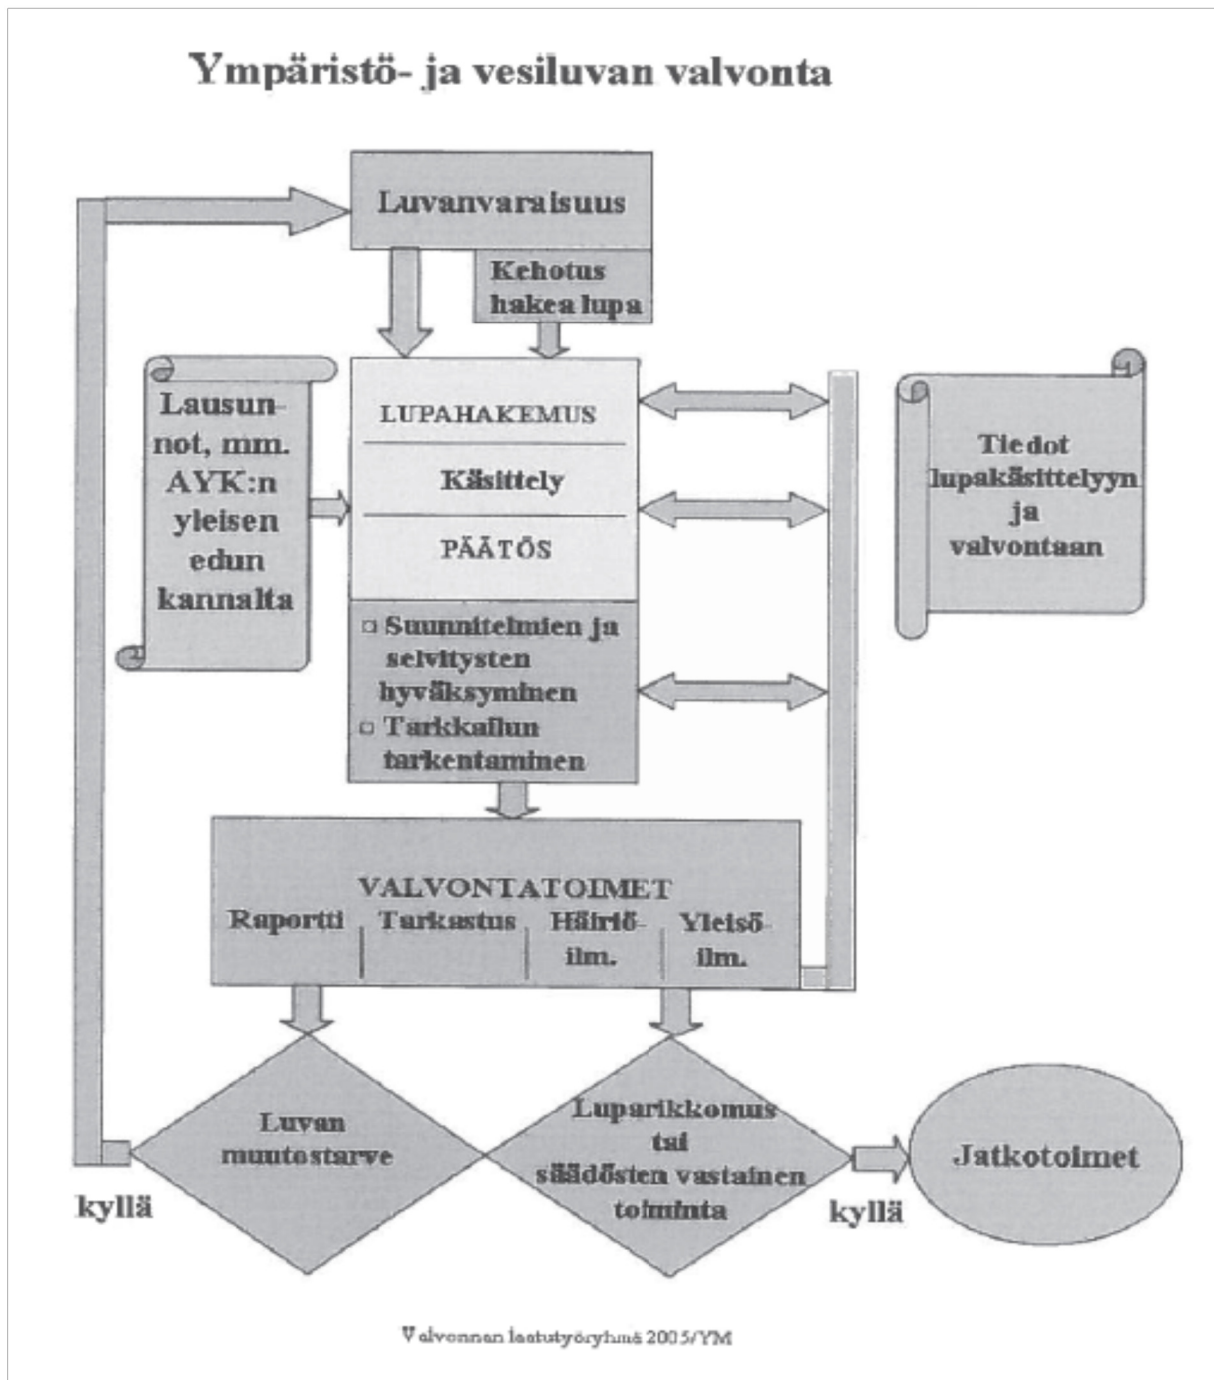 Ympäristö- ja vesiluvan valvonta
Luvanvaraisuus
Kehotus
hakea lupa
Lausun-
not, mm.
AYK:n
yleisen
edun
kannalta
LUPAHAKEMUS
Käsittely
PÄÄTÖS
Tiedot
lupakäsittelyyn
ja
valvontaan
□ Suunnitelmien ja
selvitysten
hyväksyminen
□ Tarkkailun
tarkentaminen
VALVONTATOIMET
Raportti
Tarkastus
Häiriö-
ilm.
Yleisö-
ilm.
Luvan
muutostarve
kyllä
Luparikkomus
tai
säädösten vastainen
toiminta
kyllä
Jatkotoimet
Valvonnan laatutyöryhmä 2005/YM